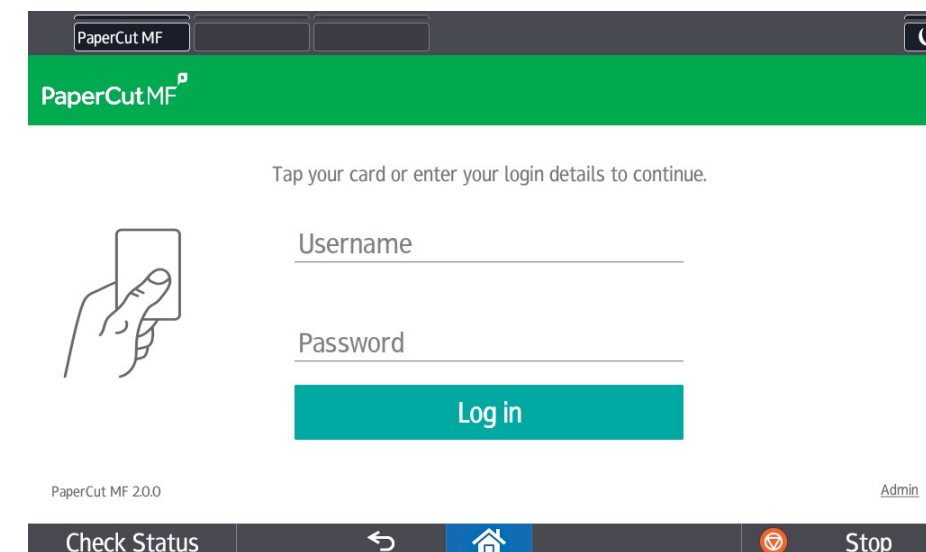 PaperCut MF
PaperCutMF
Tap your card or enter your login details to continue.
Username
Password
Log in
PaperCut MF 2.0.0
Admin
Check Status
Stop